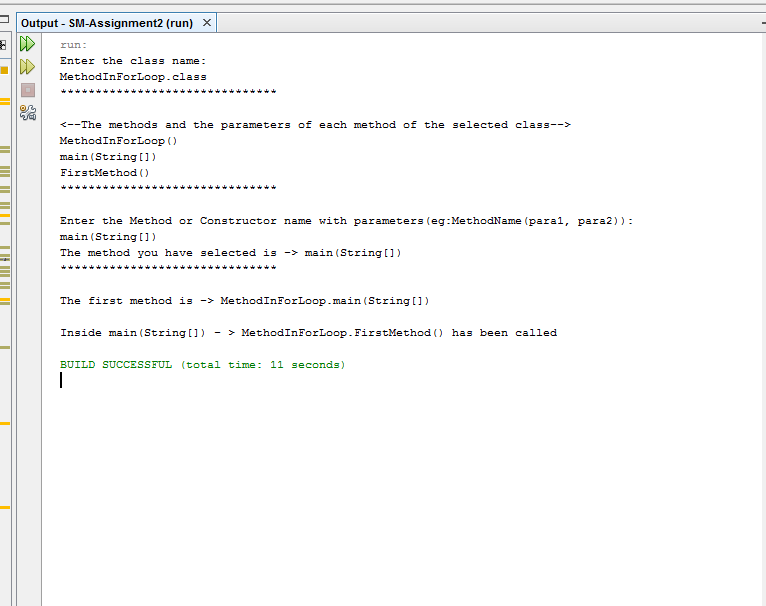 Output - SM-Assignment2 (run) ×
run:
Enter the class name:
MethodInForLoop.class
*******************************
<--The methods and the parameters of each method of the selected class-->
MethodInForLoop()
main(String[])
FirstMethod()
*******************************
Enter the Method or Constructor name with parameters(eg:MethodName(para1, para2)):
main(String[])
The method you have selected is -> main(String[])
*******************************
The first method is -> MethodInForLoop.main(String[])
Inside main(String[]) - > MethodInForLoop.FirstMethod() has been called
BUILD SUCCESSFUL (total time: 11 seconds)